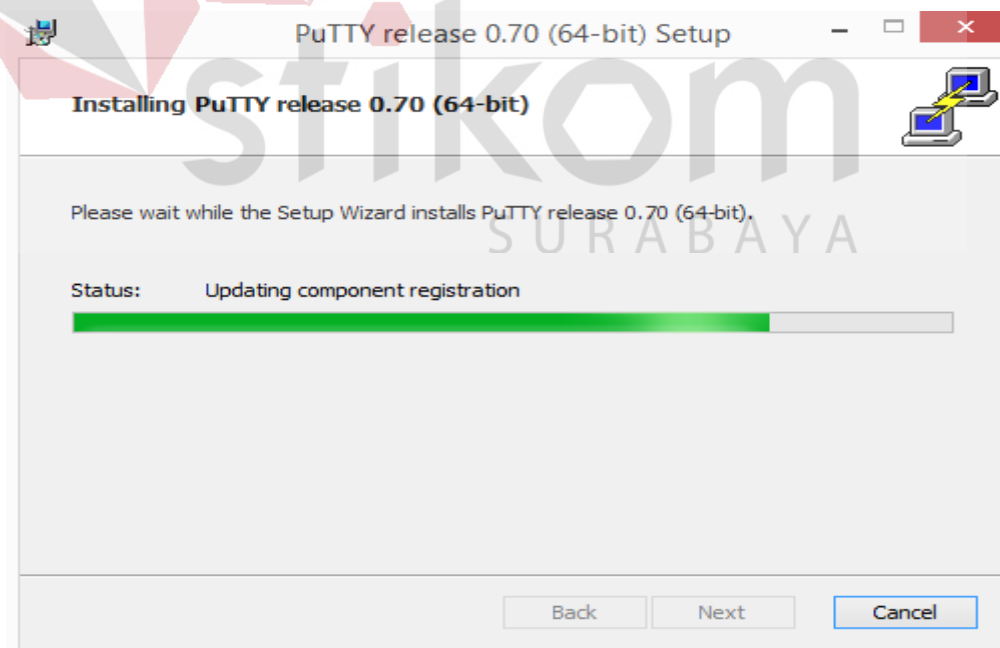 PuTTY release 0.70 (64-bit) Setup
stikom
Installing PuTTY release 0.70 (64-bit)
Please wait while the Setup Wizard installs PuTTY release 0.70 (64-bit).
SURABAYA
Status: Updating component registration
Back Next Cancel